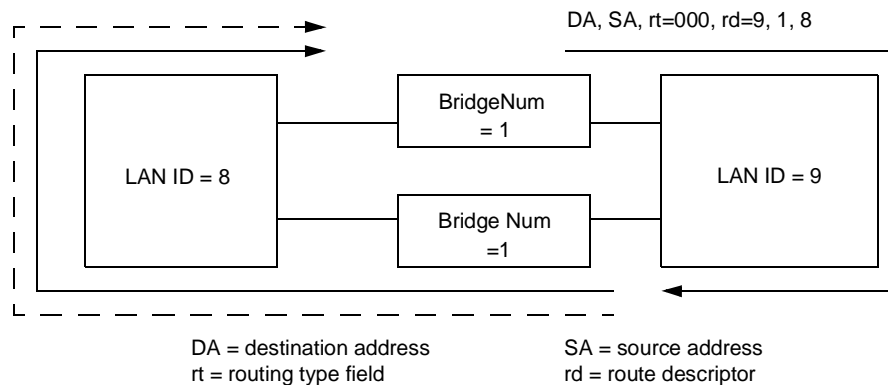 DA, SA, rt=000, rd=9, 1, 8
BridgeNum
= 1
LAN ID = 8
LAN ID = 9
Bridge Num
=1
DA = destination address
SA = source address
rt = routing type field
rd = route descriptor